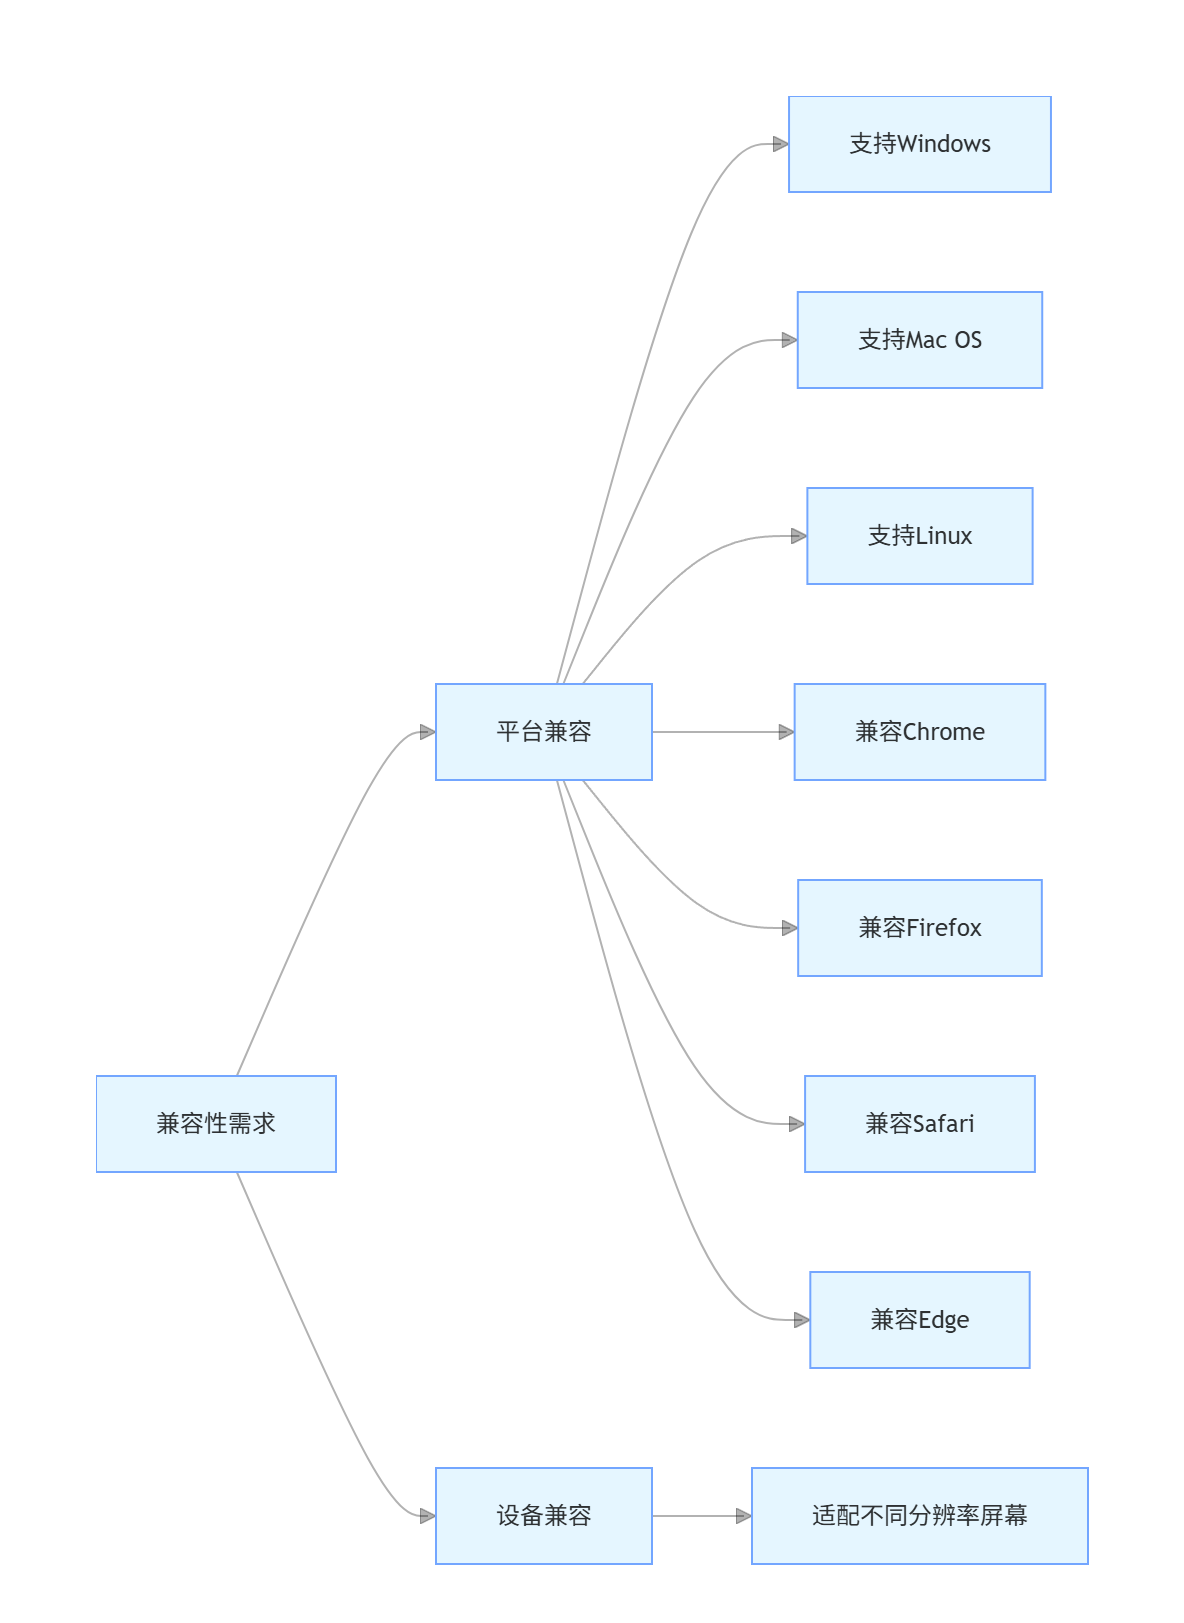 支持Windows
支持Mac OS
支持Linux
平台兼容
兼容Chrome
兼容Firefox
兼容性需求
兼容Safari
兼容Edge
设备兼容
适配不同分辨率屏幕